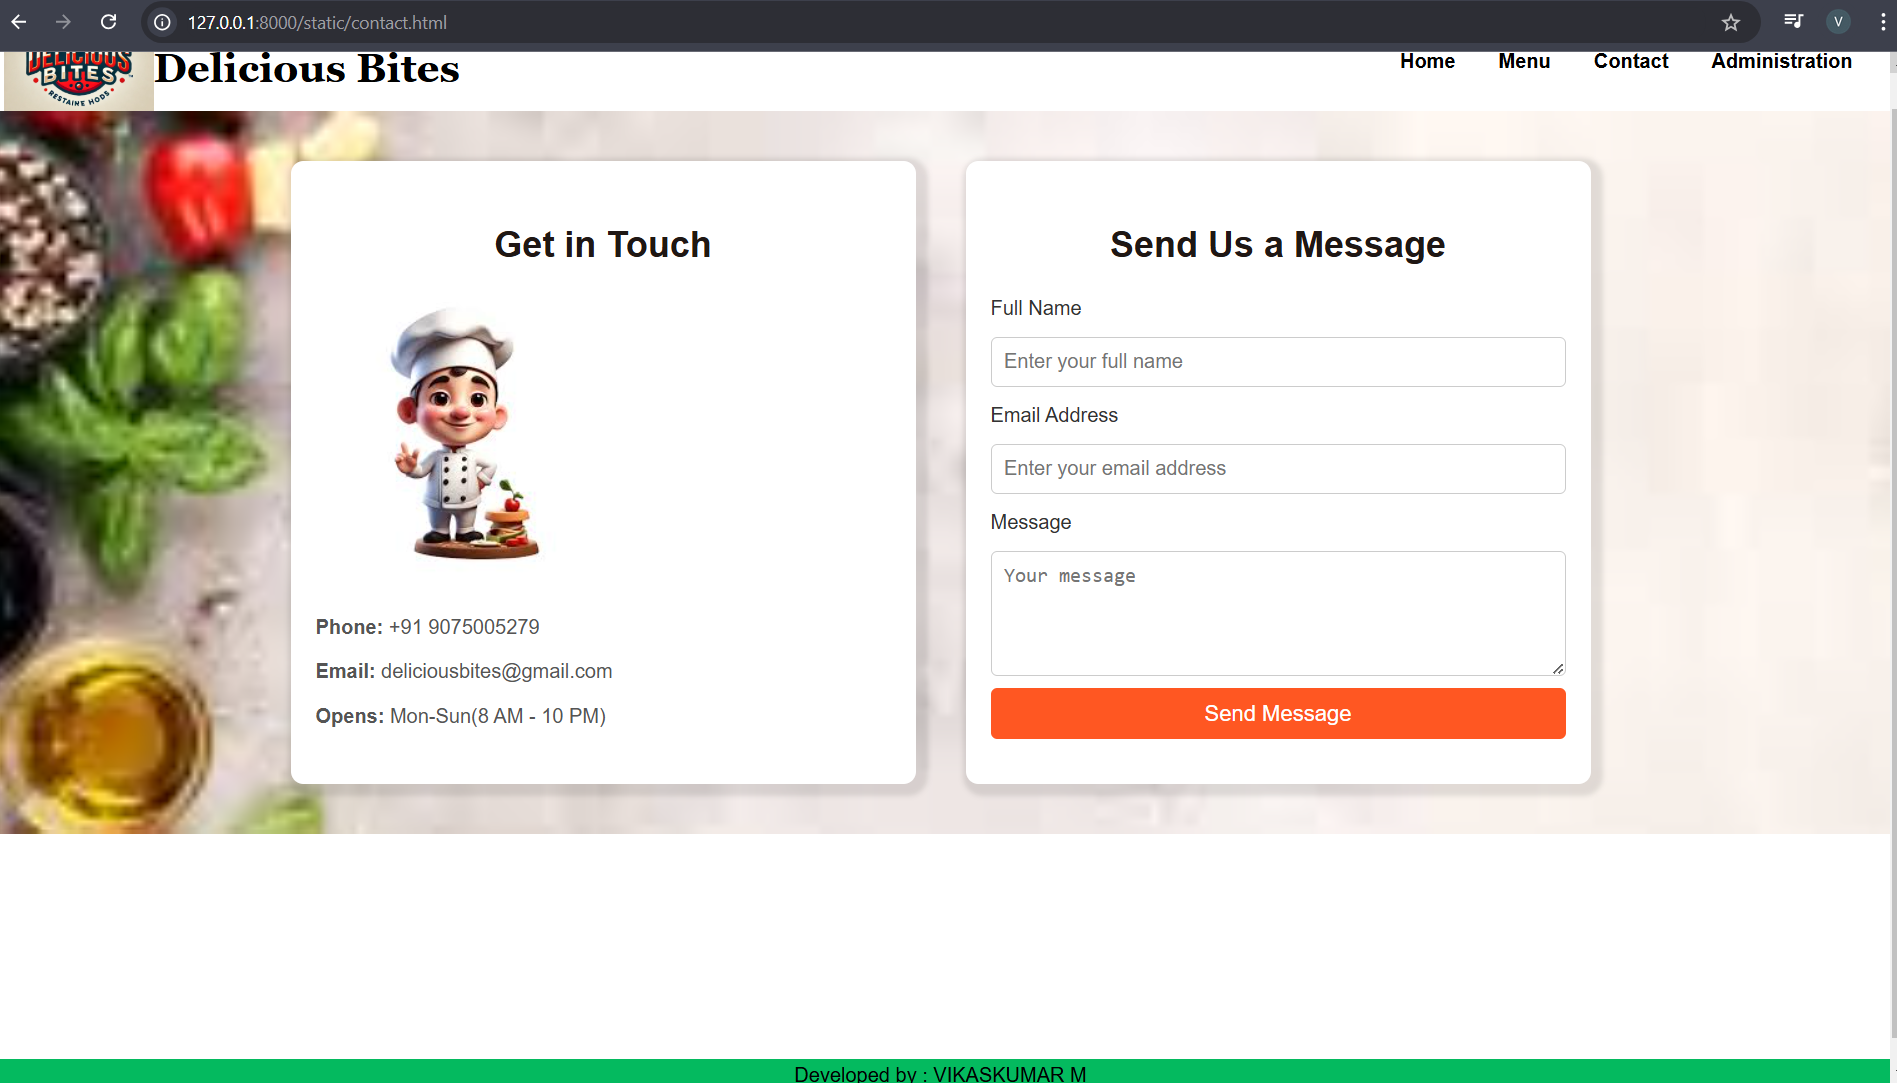 127.0.0.1:8000/static/contact.html
V
DELICIOUS
BITES
RESTAINE HODS
Delicious Bites
Home Menu Contact Administration
Get in Touch
Phone: +91 9075005279
Email: deliciousbites@gmail.com
Opens: Mon-Sun(8 AM - 10 PM)
Send Us a Message
Full Name
Enter your full name
Email Address
Enter your email address
Message
Your message
Send Message
Developed by : VIKASKUMAR M